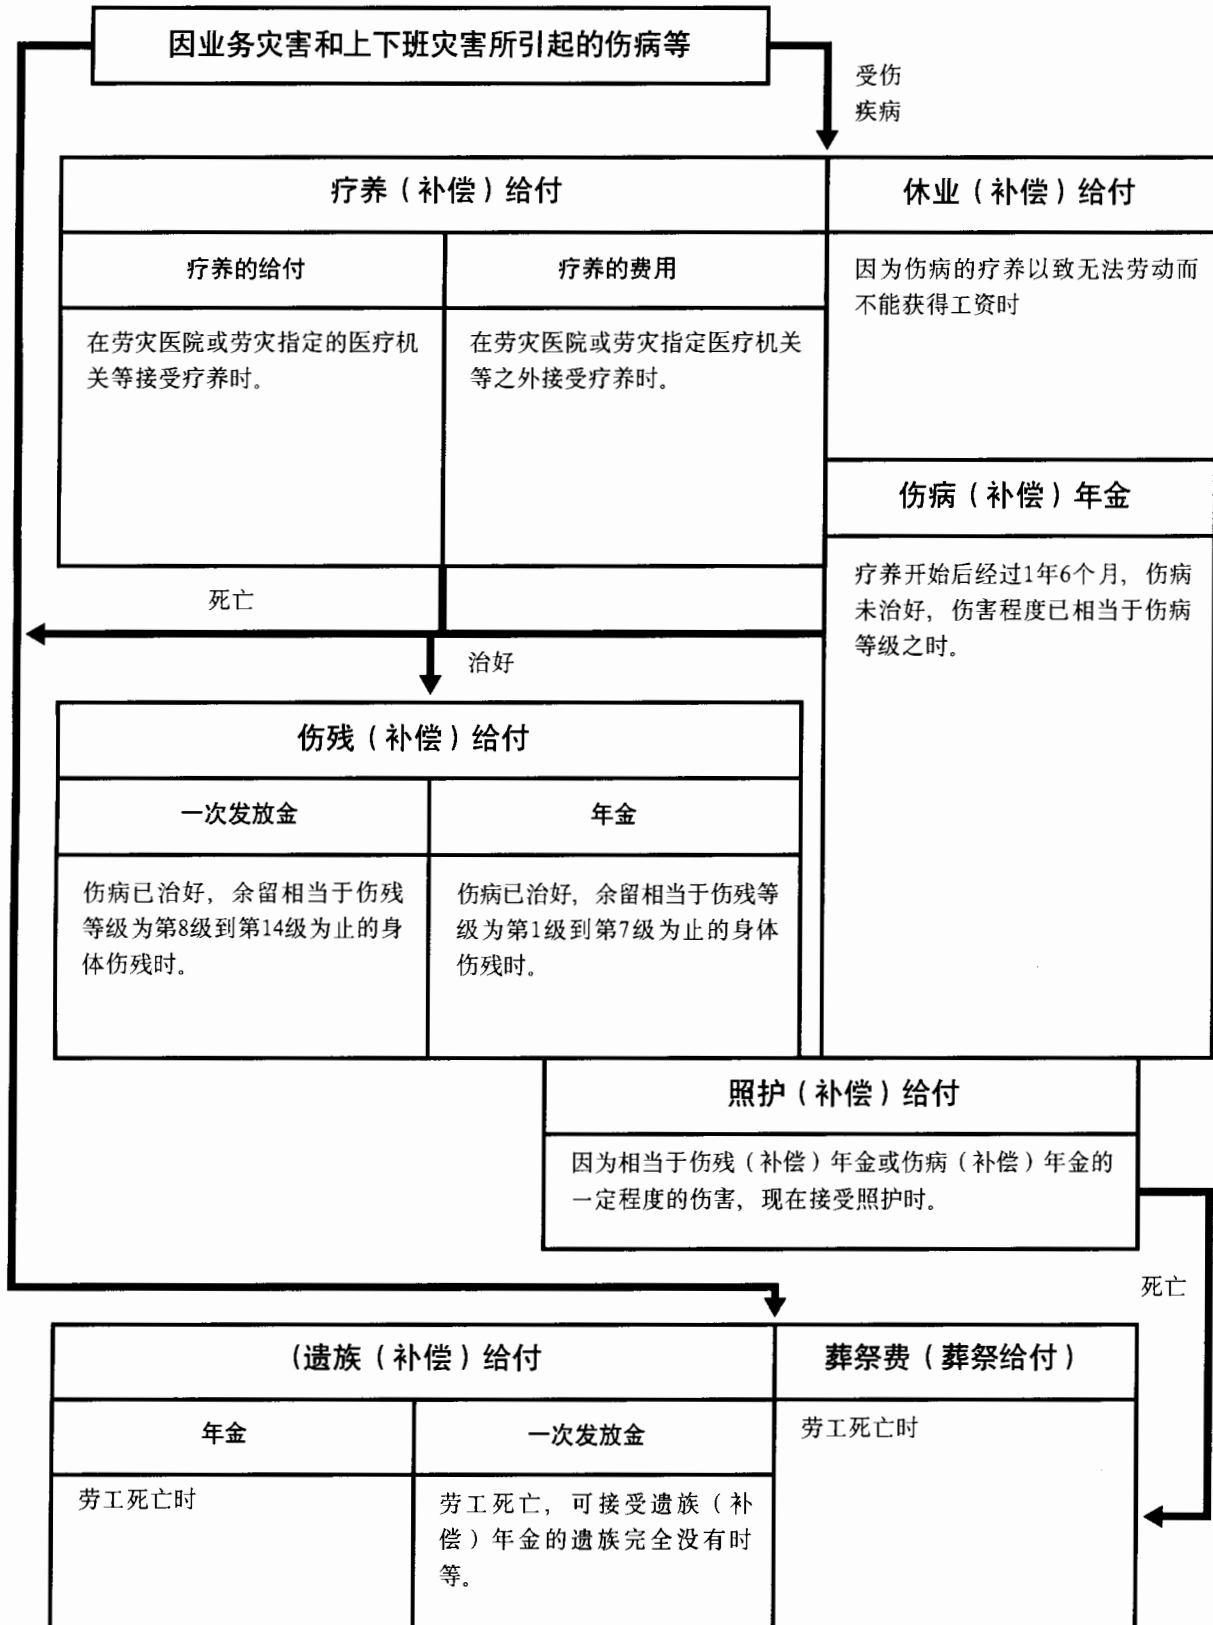 因业务灾害和上下班灾害所引起的伤病等
受伤
疾病
疗养（补偿）给付
休业（补偿）给付
疗养的给付
疗养的费用
在劳灾医院或劳灾指定的医疗机
关等接受疗养时。
在劳灾医院或劳灾指定医疗机关
等之外接受疗养时。
因为伤病的疗养以致无法劳动而
不能获得工资时
伤病（补偿）年金
疗养开始后经过1年6个月，伤病
未治好，伤害程度已相当于伤病
等级之时。
死亡
治好
伤残（补偿）给付
一次发放金
年金
伤病已治好，余留相当于伤残
等级为第8级到第14级为止的身
体伤残时。
伤病已治好，余留相当于伤残等
级为第1级到第7级为止的身体
伤残时。
照护（补偿）给付
因为相当于伤残（补偿）年金或伤病（补偿）年金的
一定程度的伤害，现在接受照护时。
死亡
（遗族（补偿）给付
葬祭费（葬祭给付）
年金
一次发放金
劳工死亡时
劳工死亡时
劳工死亡，可接受遗族（补
偿）年金的遗族完全没有时
等。